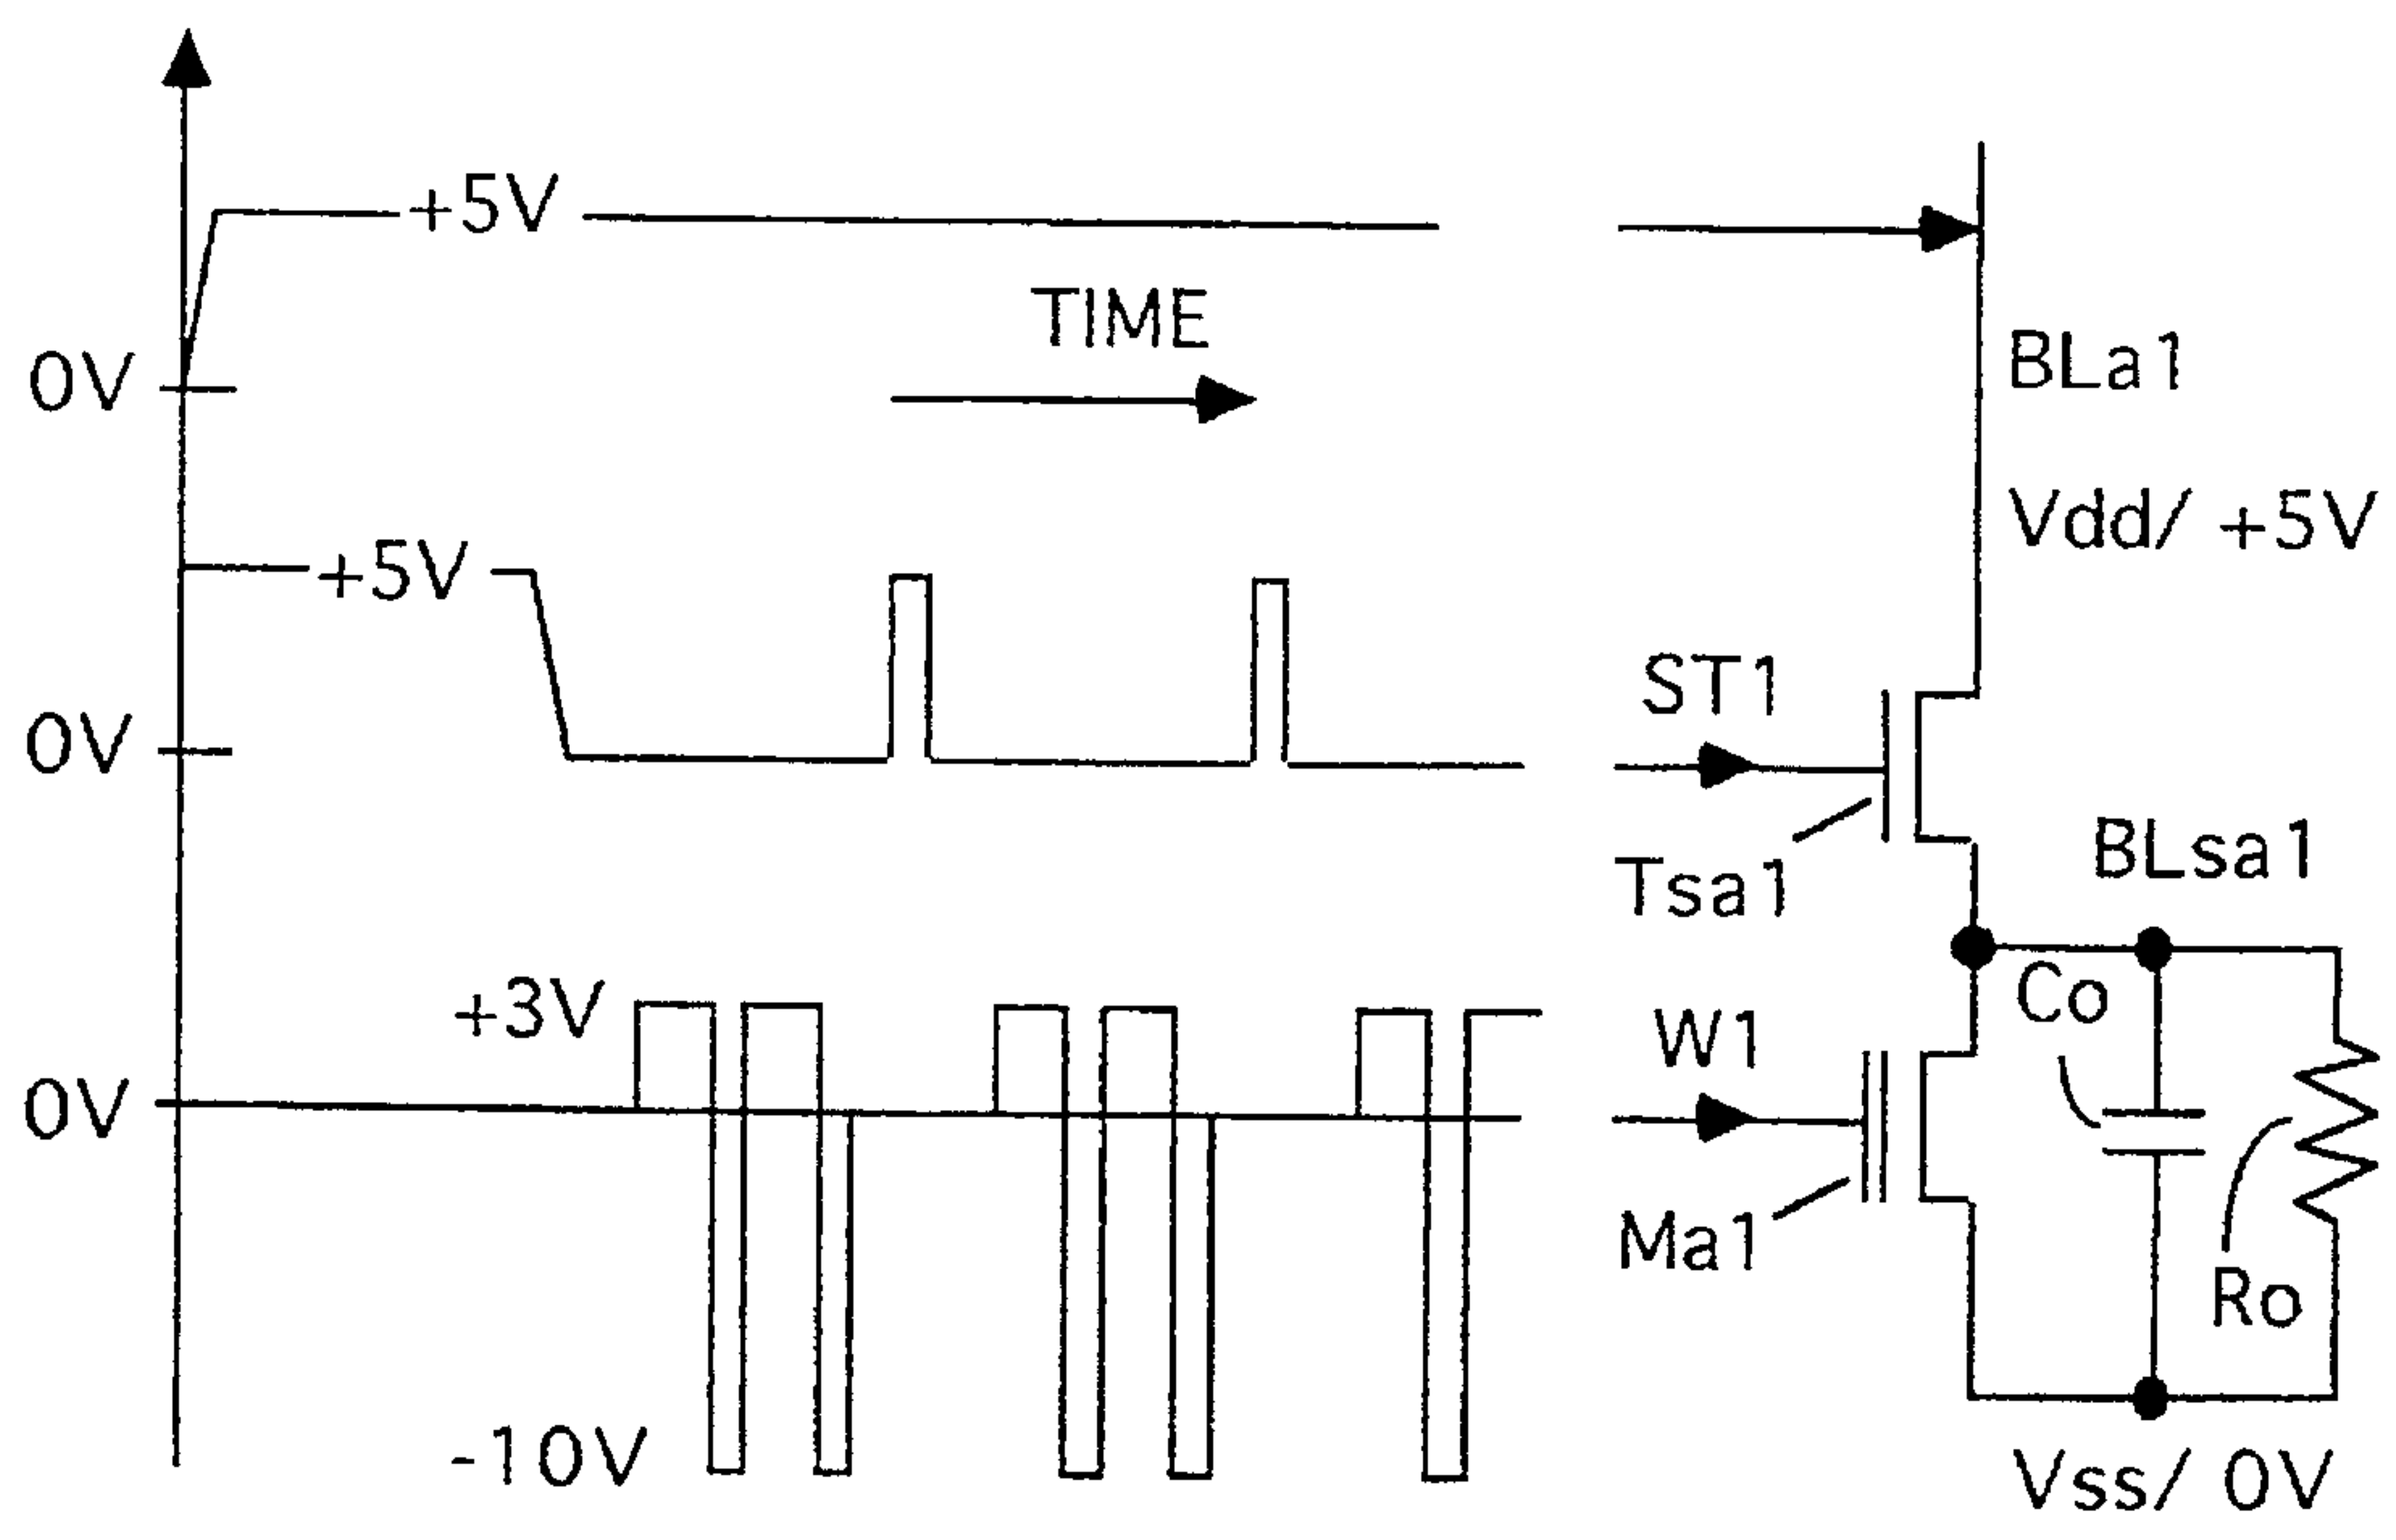 +5V
TIME
0V
BLa1
Vdd/ +5V
+5V
ST1
0V
Tsa1
BLsa1
+3V
Co
W1
0V
Ma1
Ro
-10V
Vss/ 0V